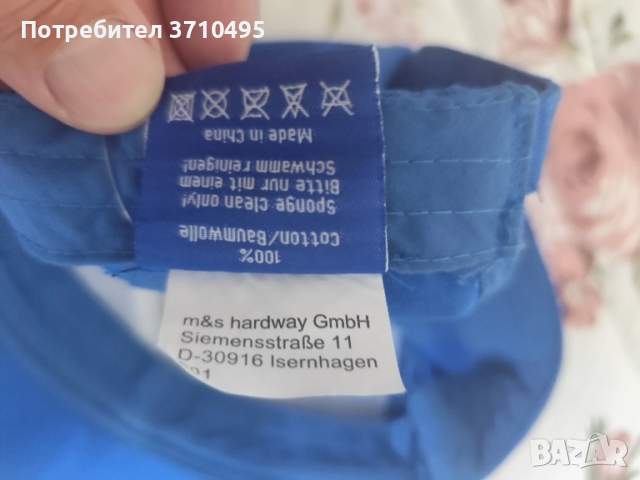 Потребител 3710495
100%
Cotton/Baumwolle
Sponge clean only!
Bitte nur mit einem
Schwamm reinigen!
Made in China
m&s hardway GmbH
Siemensstraße 11
D-30916 Isernhagen
BAZAR